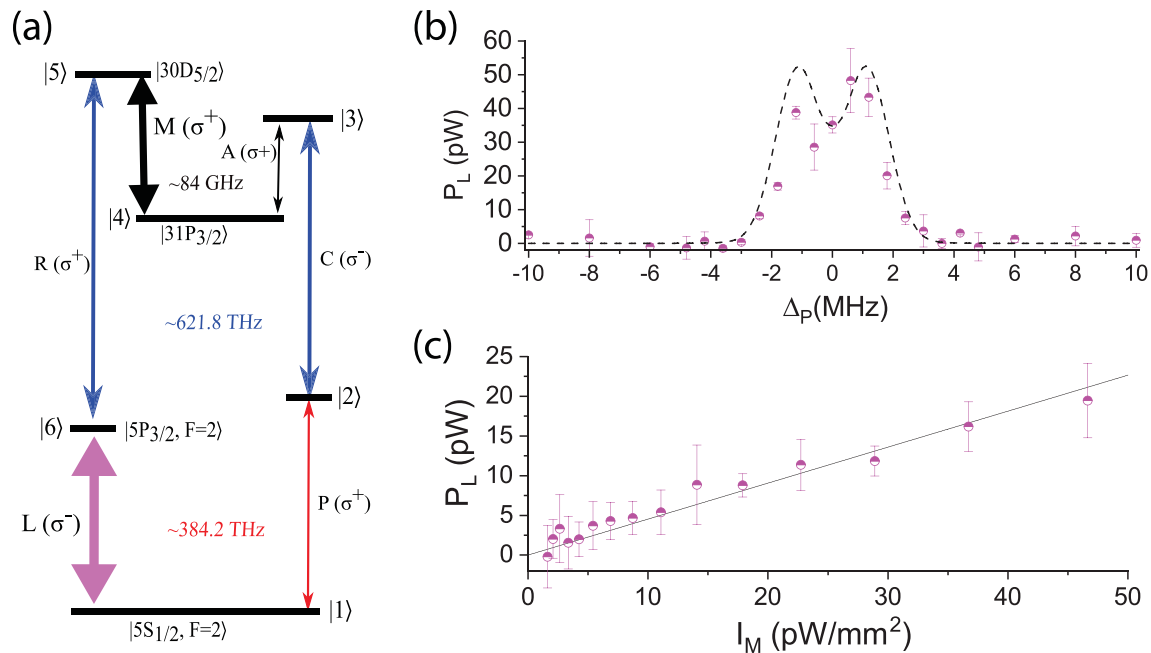 (a)
|5⟩ |30D5/2⟩
M (σ+)
|3⟩
A (σ+)
~84 GHz
|4⟩
|31P3/2⟩
R (σ+)
C (σ-)
~621.8 THz
|2⟩
|6⟩ |5P3/2, F=2⟩
L (σ-)
P (σ+)
~384.2 THz
|1⟩
|5S1/2, F=2⟩
(b)
PL (pW)
60
50
40
30
20
10
0
-10 -8 -6 -4 -2 0 2 4 6 8 10
ΔP(MHz)
(c)
PL (pW)
25
20
15
10
5
0
0 10 20 30 40 50
IM (pW/mm2)